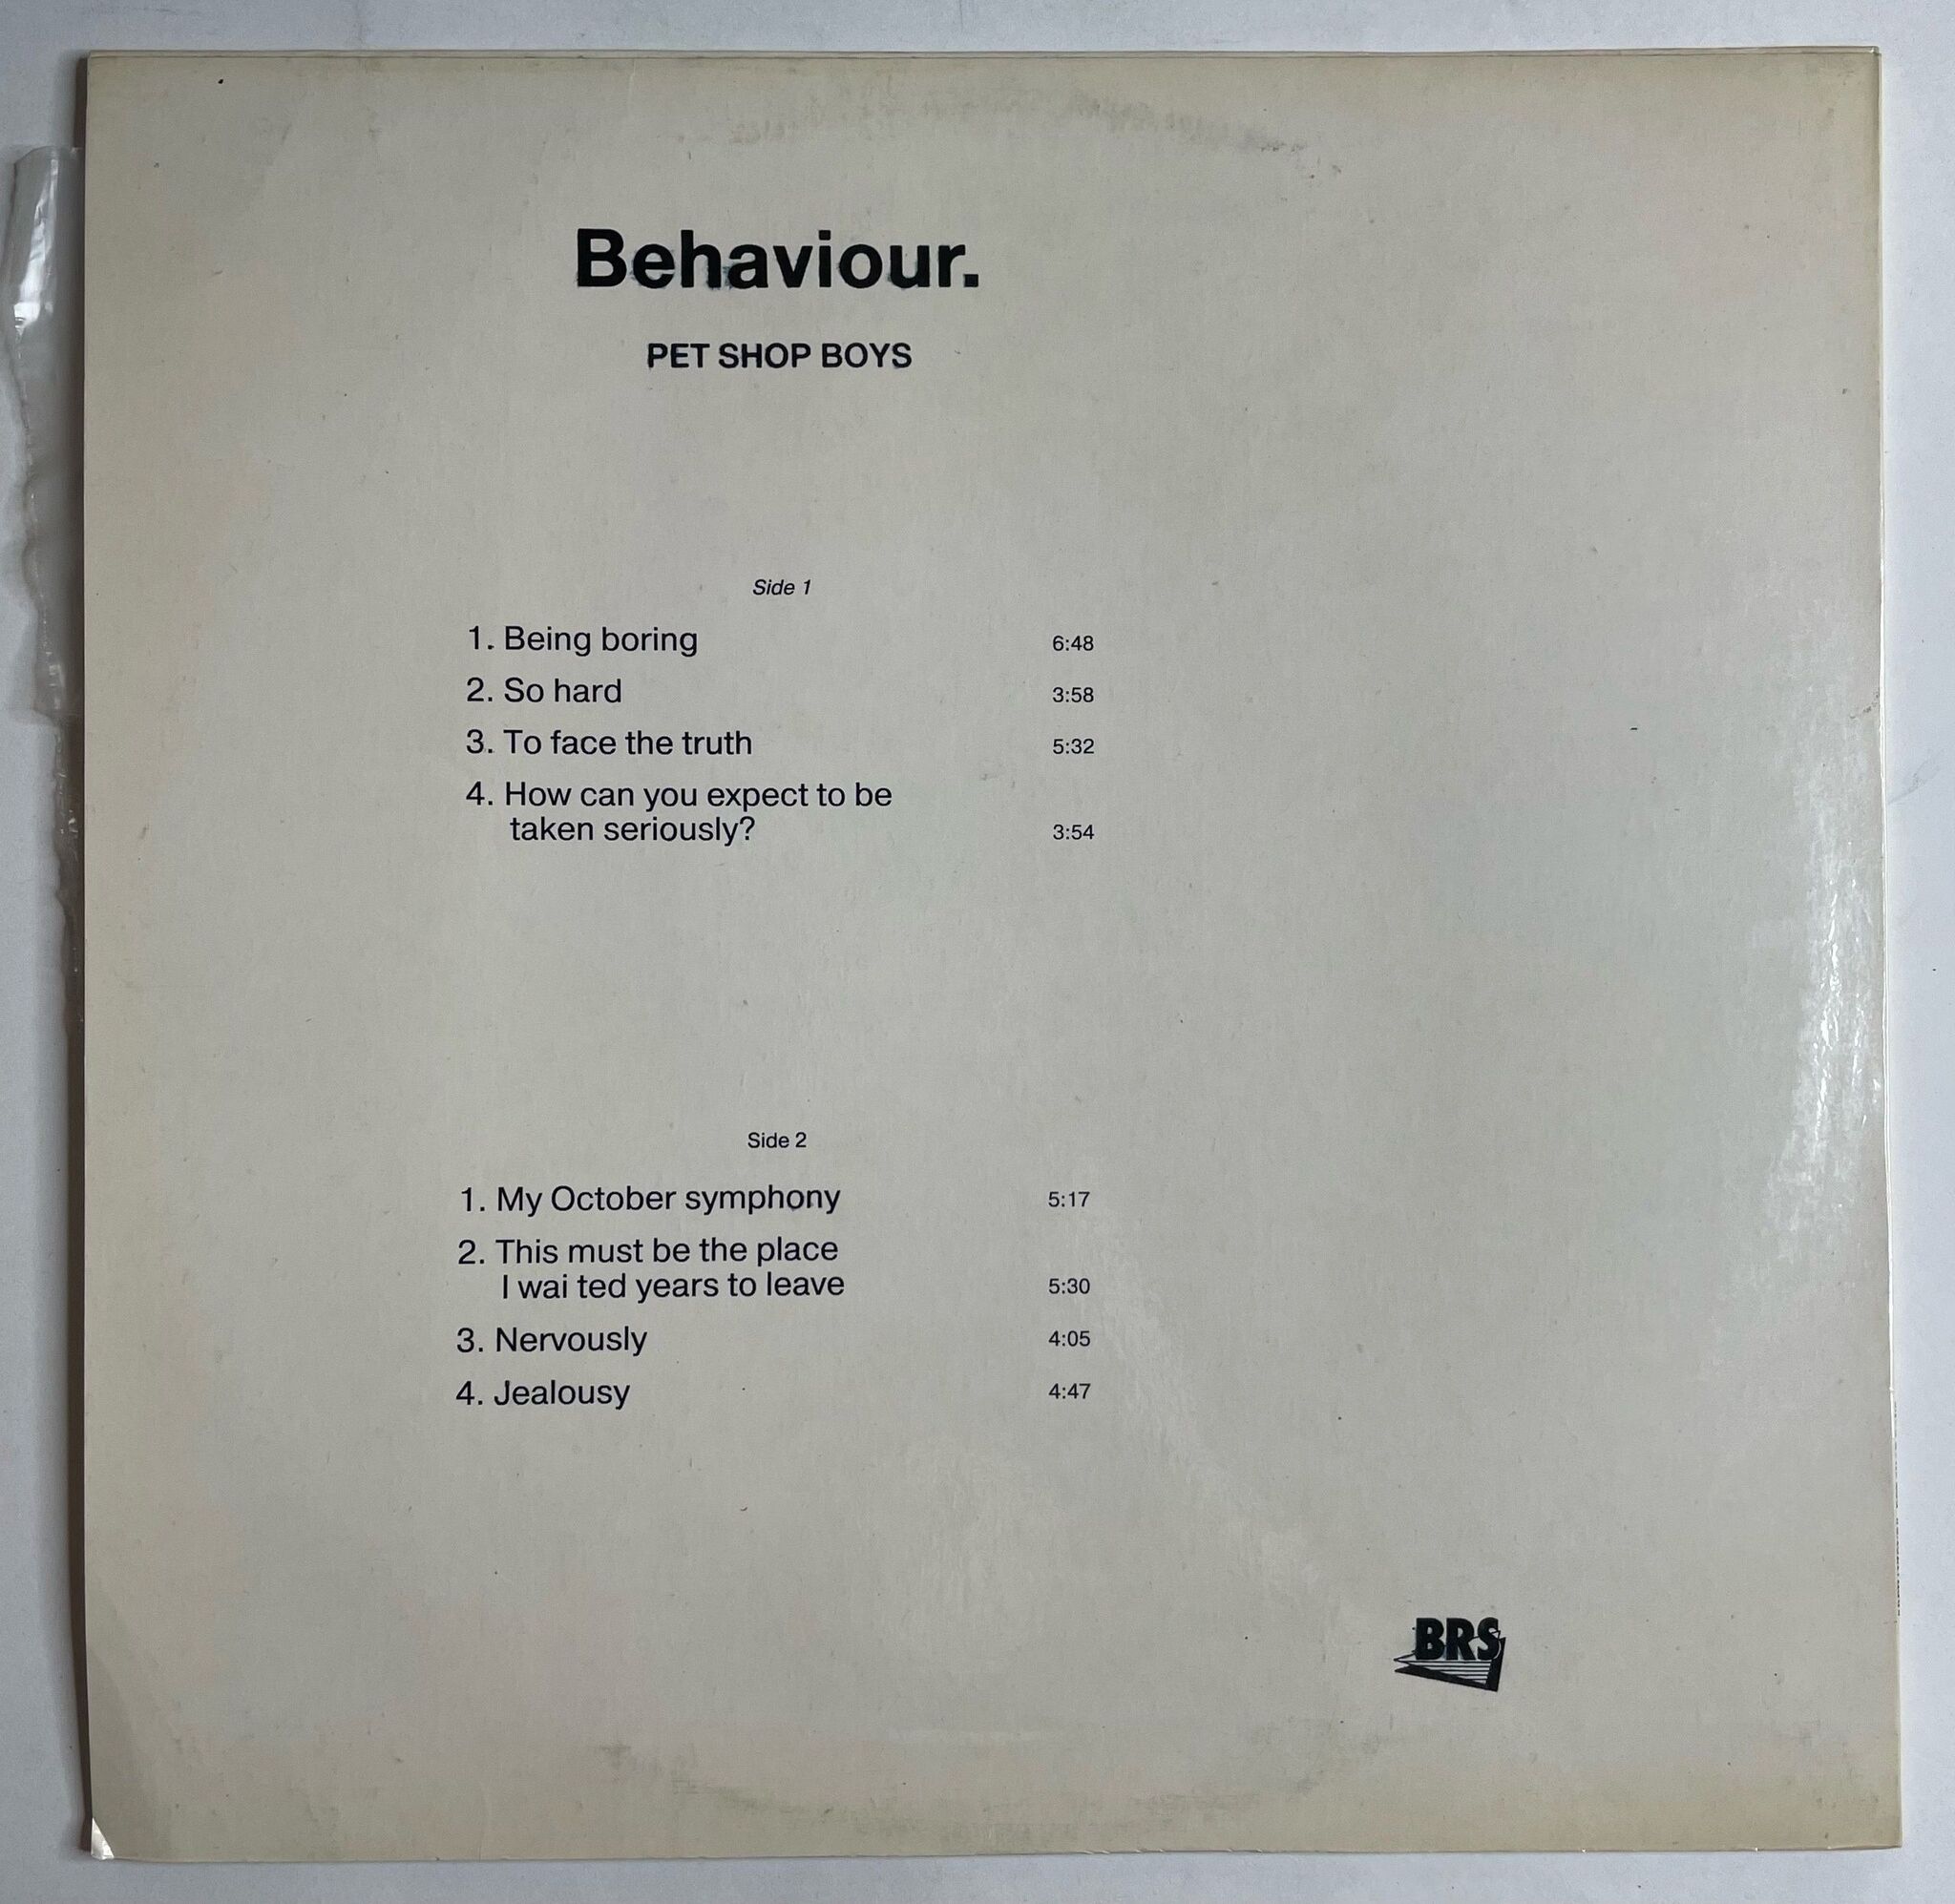 Behaviour.
PET SHOP BOYS
Side 1
1. Being boring 6:48
2. So hard 3:58
3. To face the truth 5:32
4. How can you expect to be
taken seriously? 3:54
Side 2
1. My October symphony 5:17
2. This must be the place
I wai ted years to leave 5:30
3. Nervously 4:05
4. Jealousy 4:47
BRS